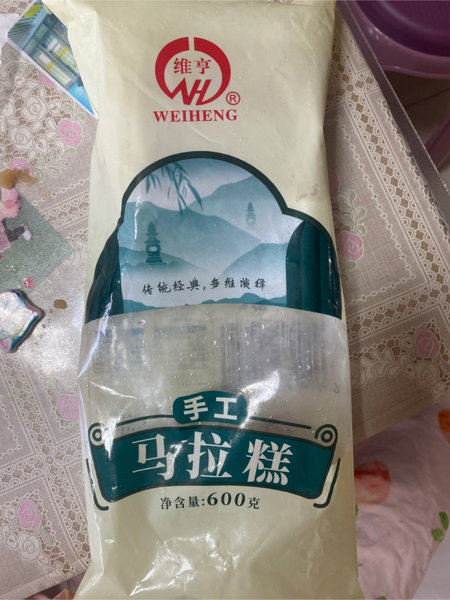 维亨
WH®
WEIHENG
传统经典,多维演绎
手工
马拉糕
净含量:600克